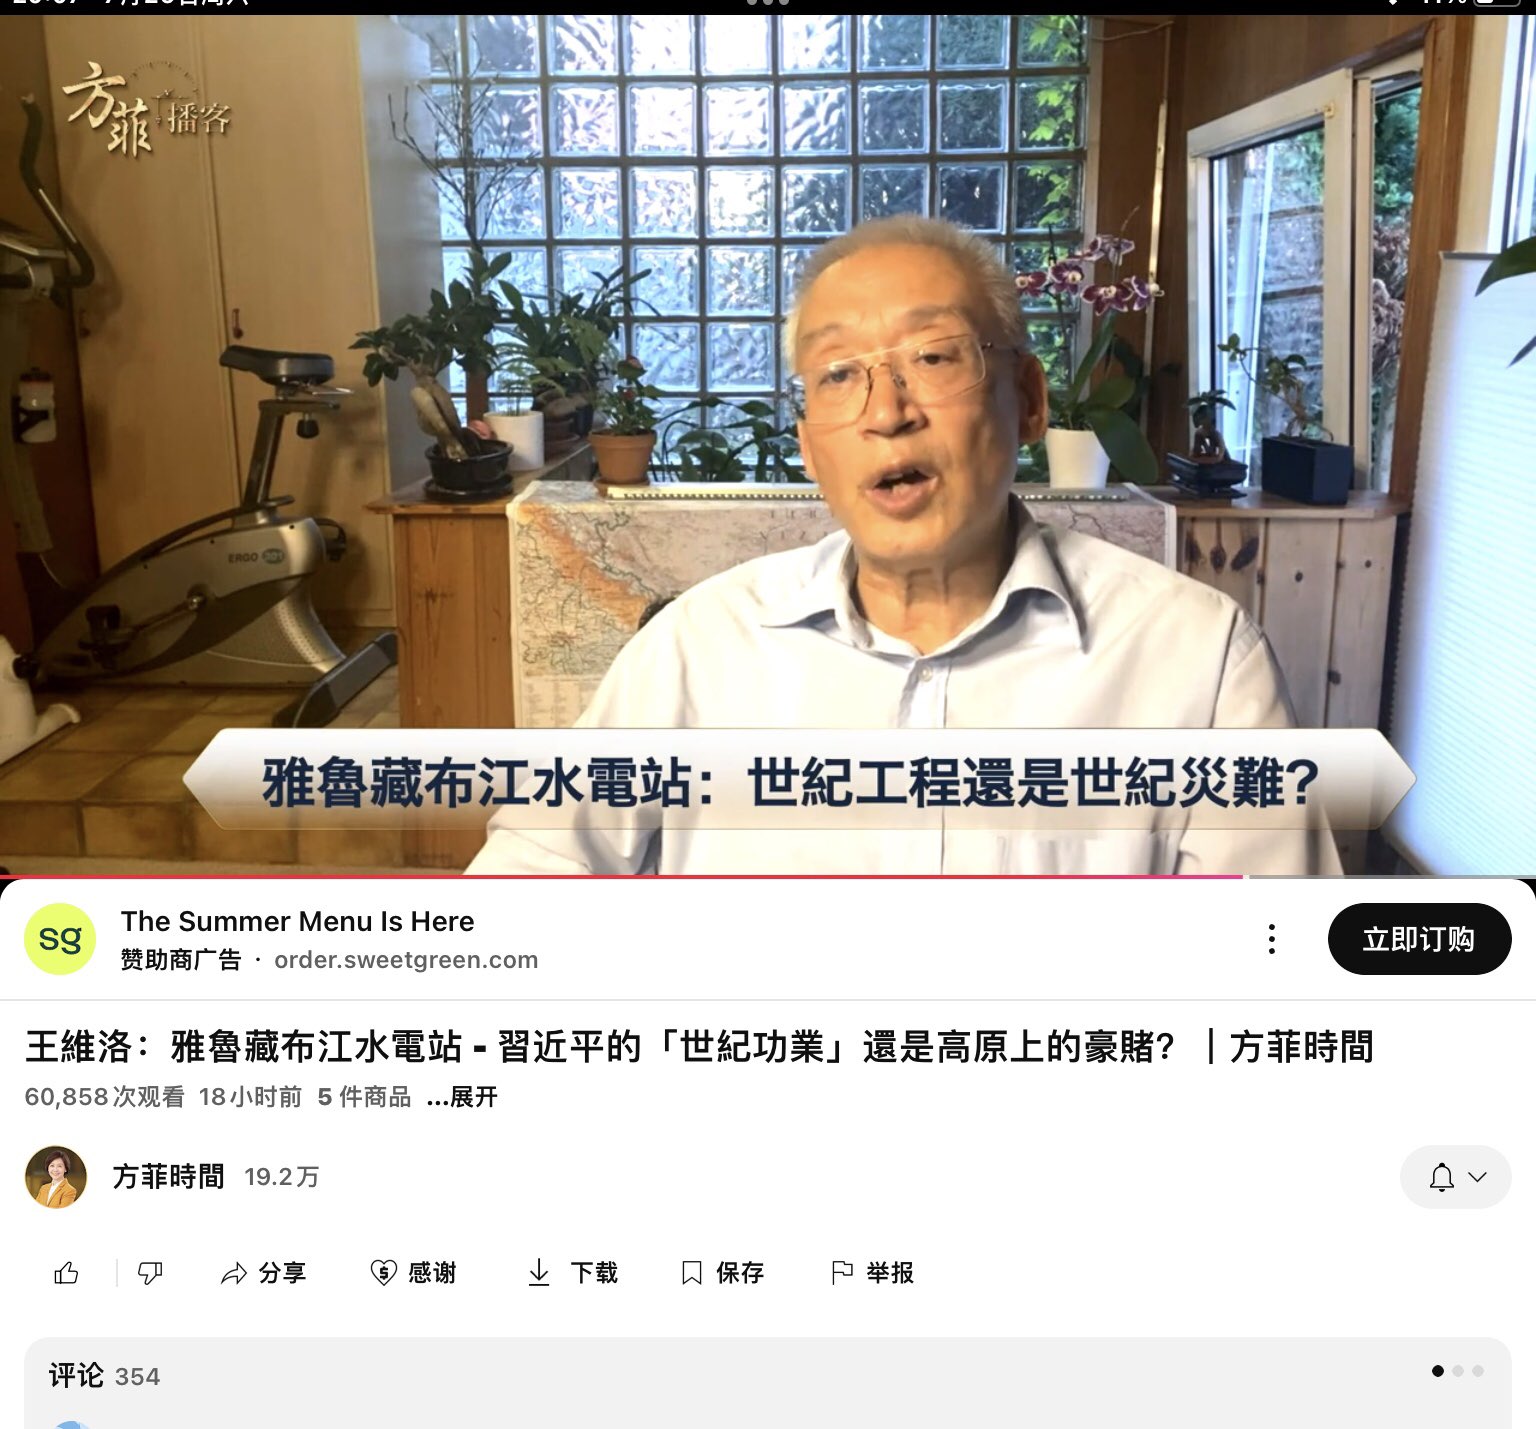 方菲播客
ERGO
雅魯藏布江水電站：世紀工程還是世紀災難？
sg
The Summer Menu Is Here
赞助商广告 · order.sweetgreen.com
立即订购
王維洛：雅魯藏布江水電站 - 習近平的「世紀功業」還是高原上的豪賭？｜方菲時間
60,858次观看 18小时前 5 件商品 ...展开
方菲時間 19.2万
分享 感谢 下载 保存 举报
评论 354